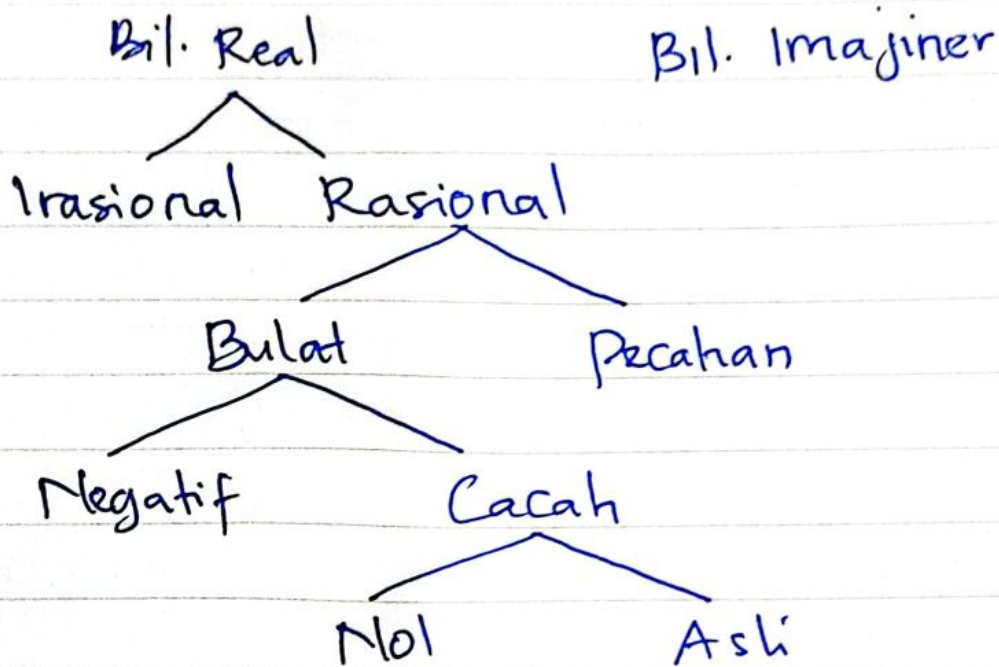 Bil. Real Bil. Imajiner
Irasional Rasional
Bulat Pecahan
Negatif Cacah
Nol Asli